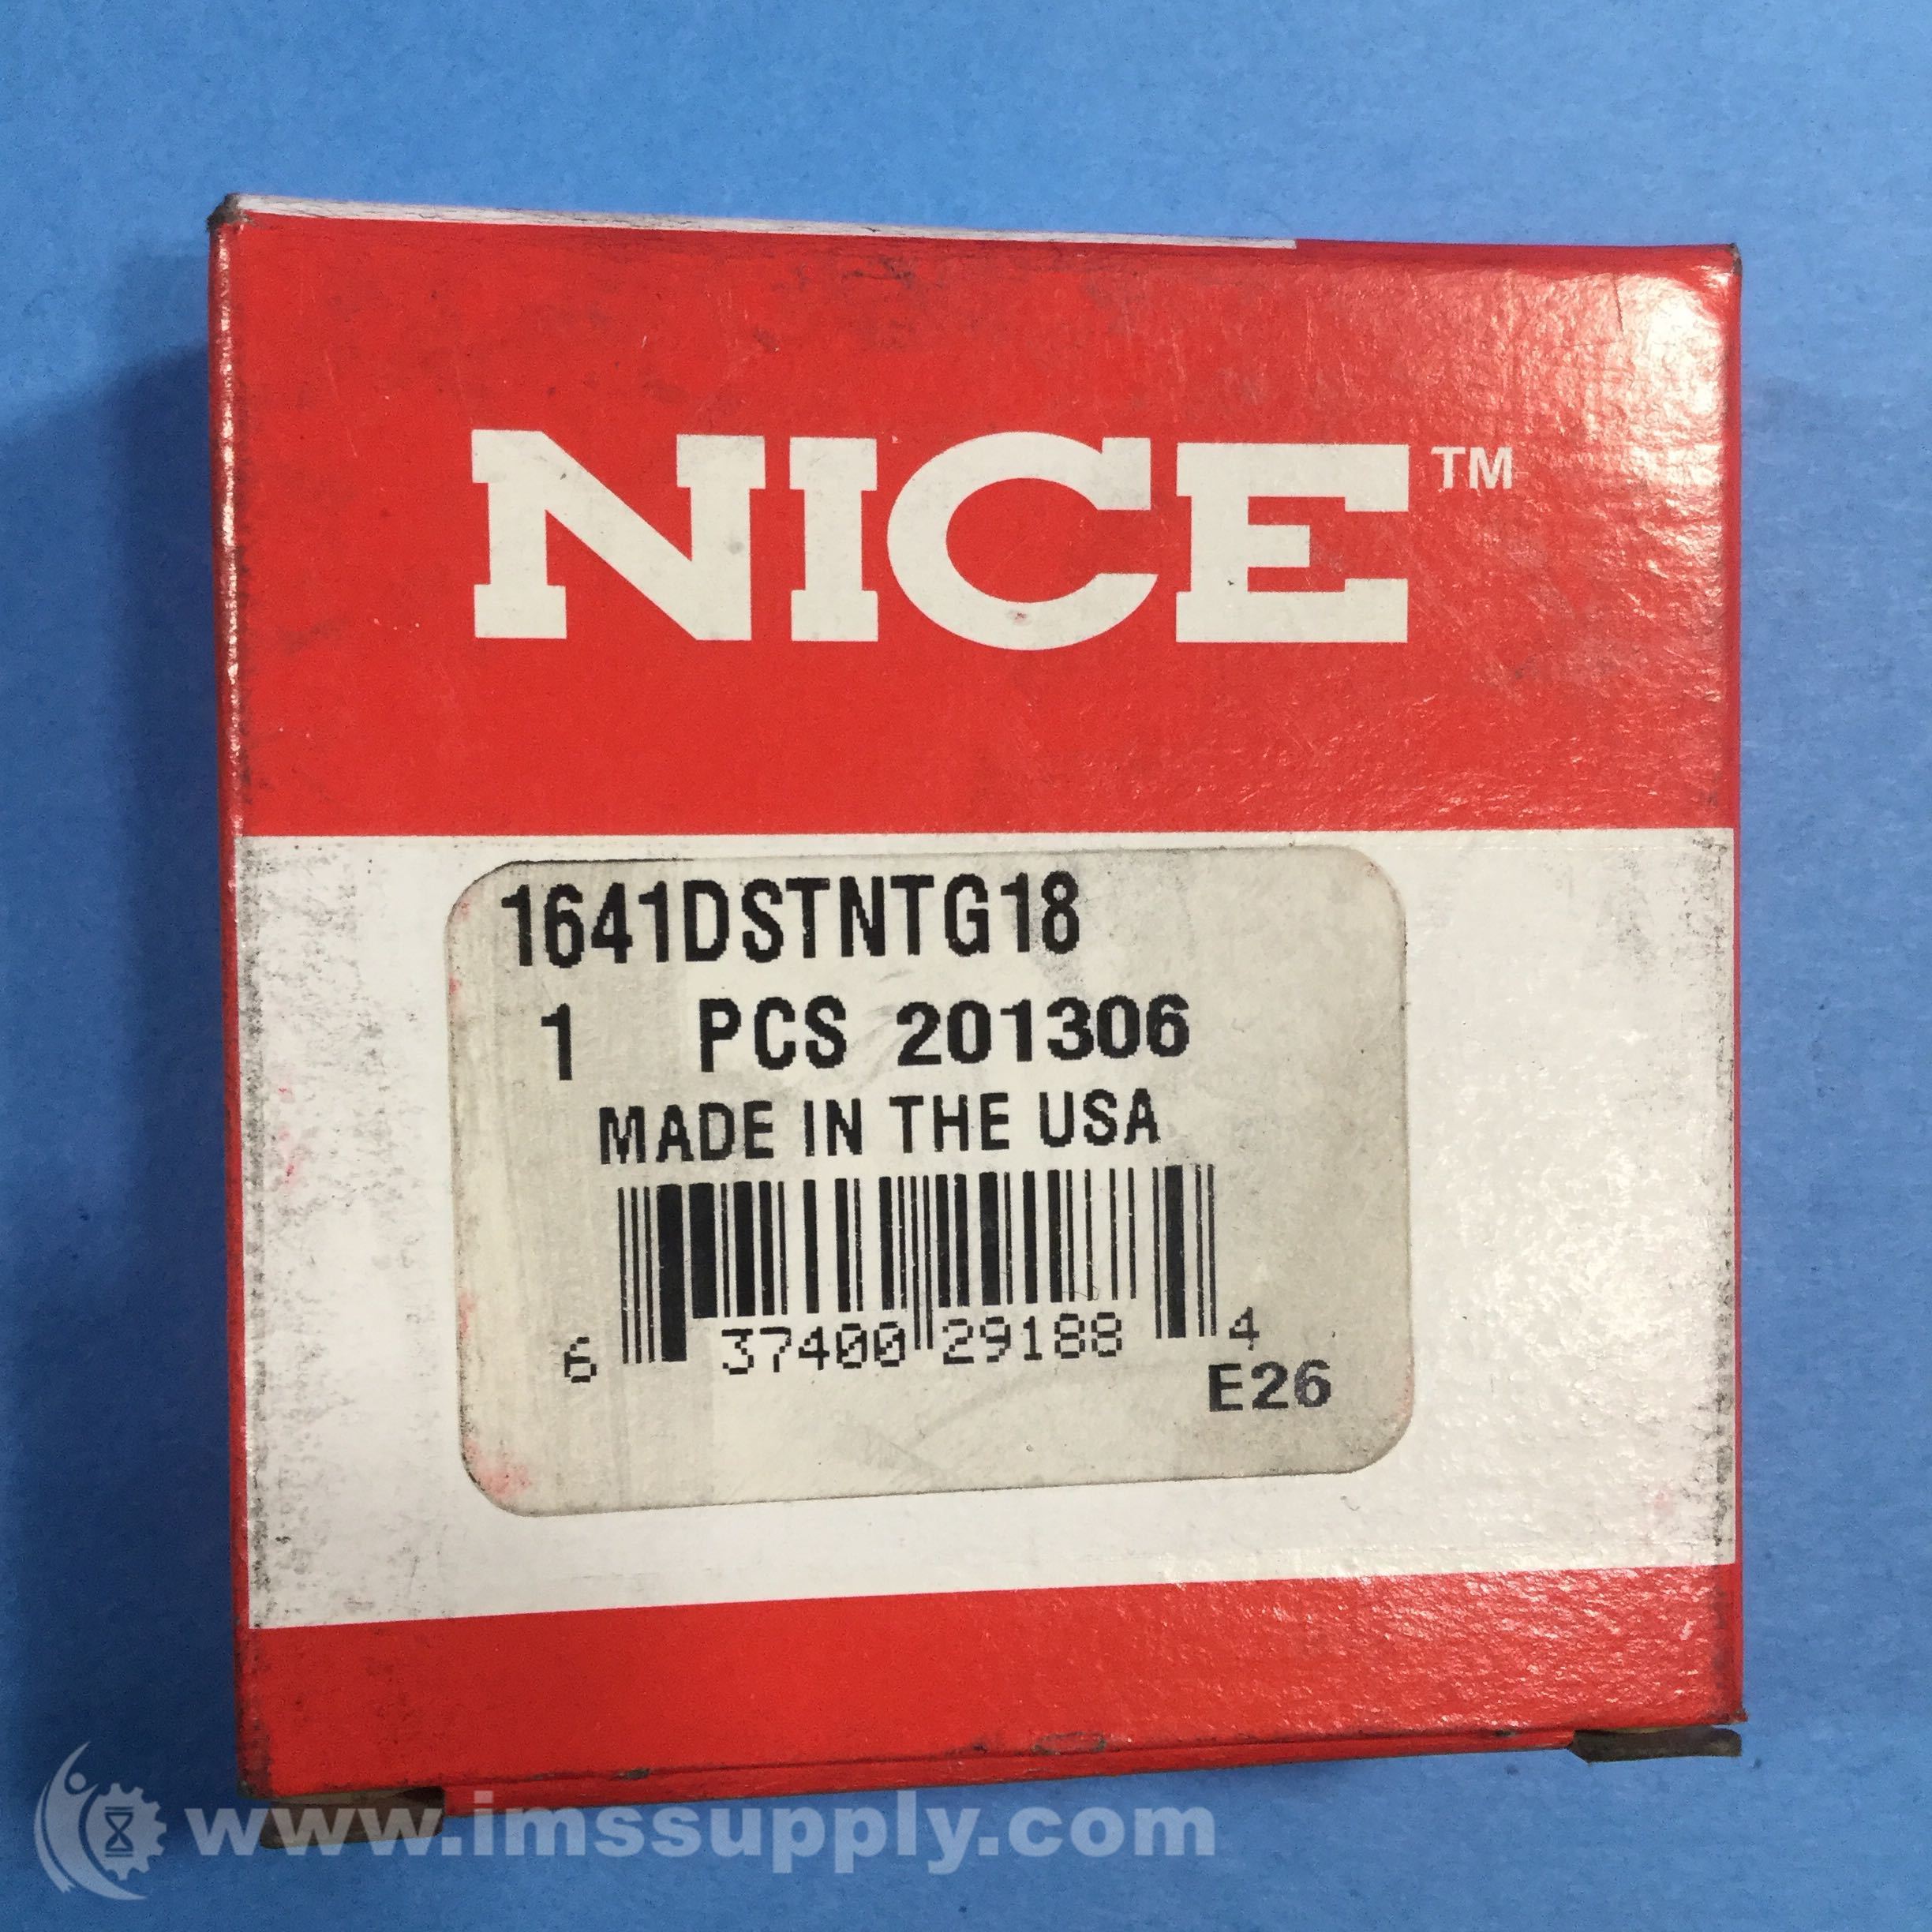 NICE™
1641DSTNTG18
1 PCS 201306
MADE IN THE USA
6 37400 29188 4
E26
www.imssupply.com